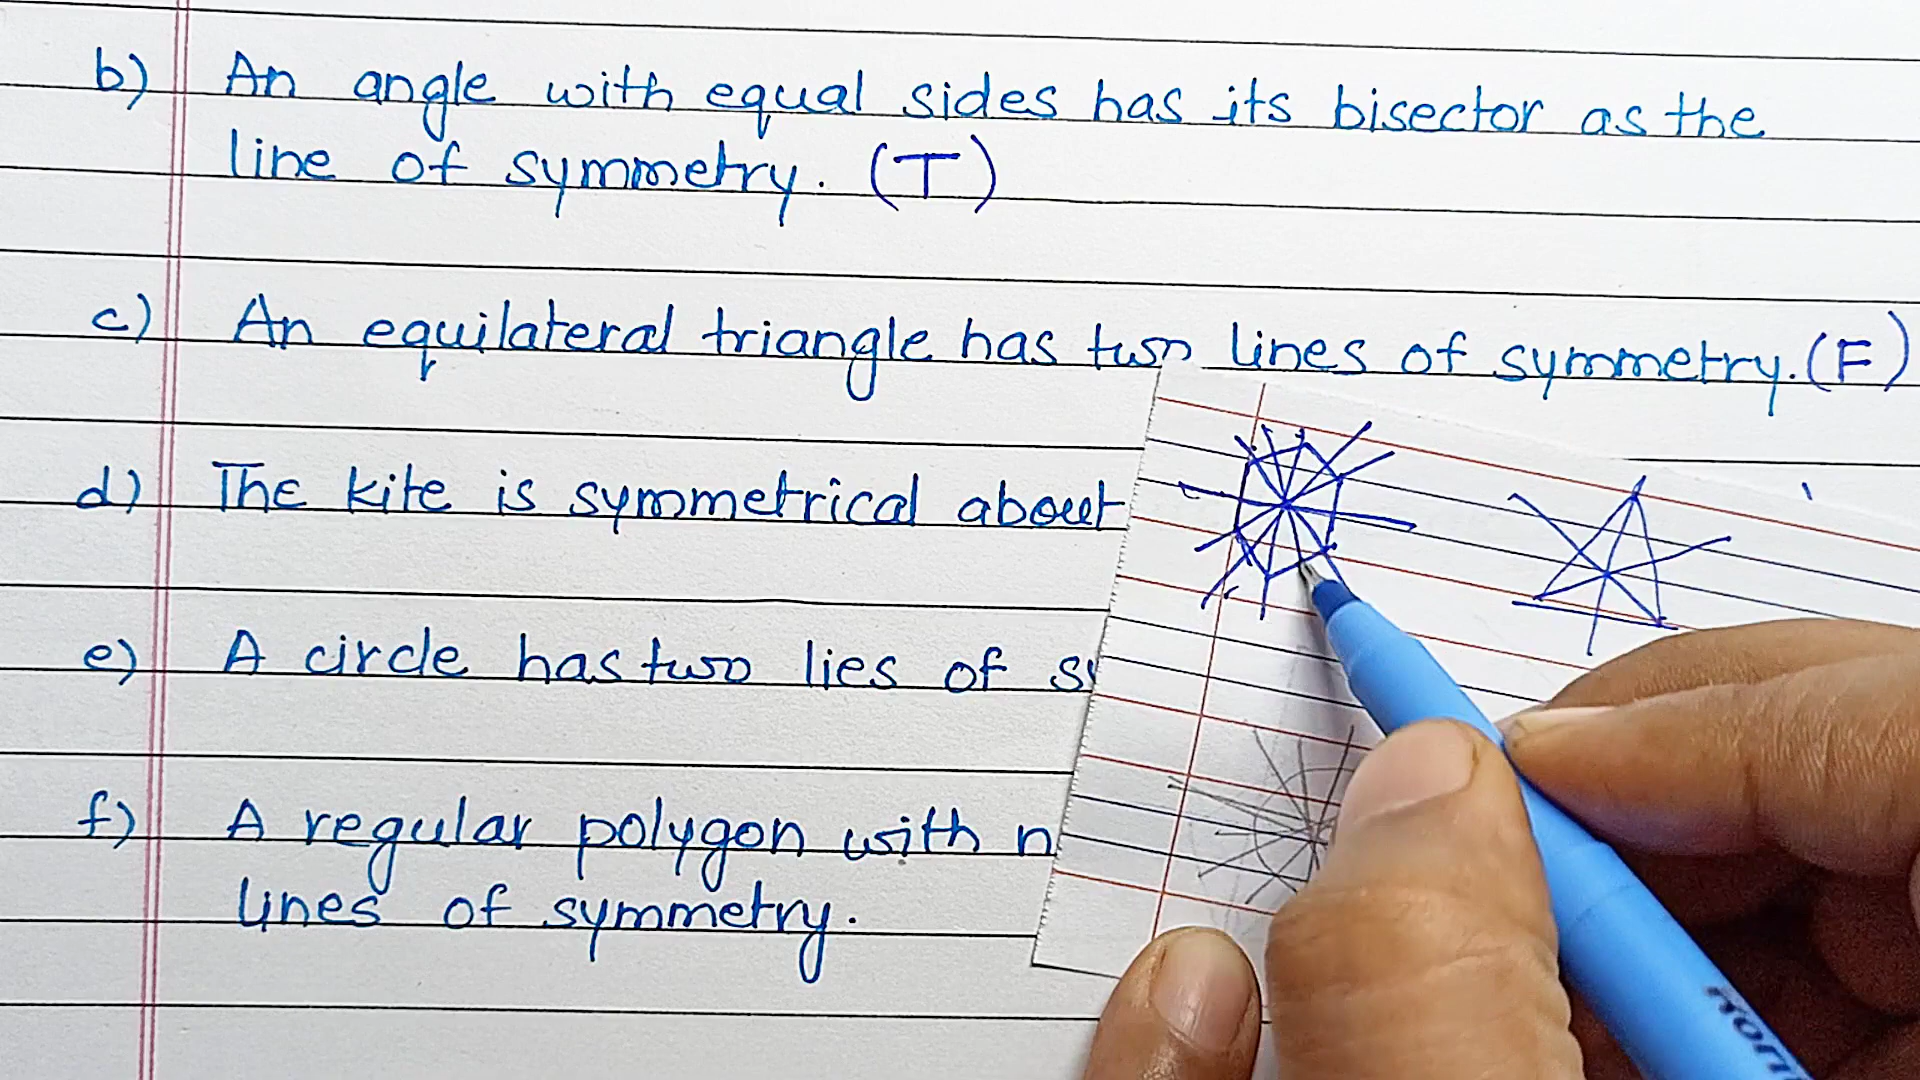 b) An angle with equal sides has its bisector as the
line of symmetry. (T)
c) An equilateral triangle has two lines of symmetry. (F)
d) The kite is symmetrical about
e) A circle has two lies of sy
f) A regular polygon with n
lines of symmetry.